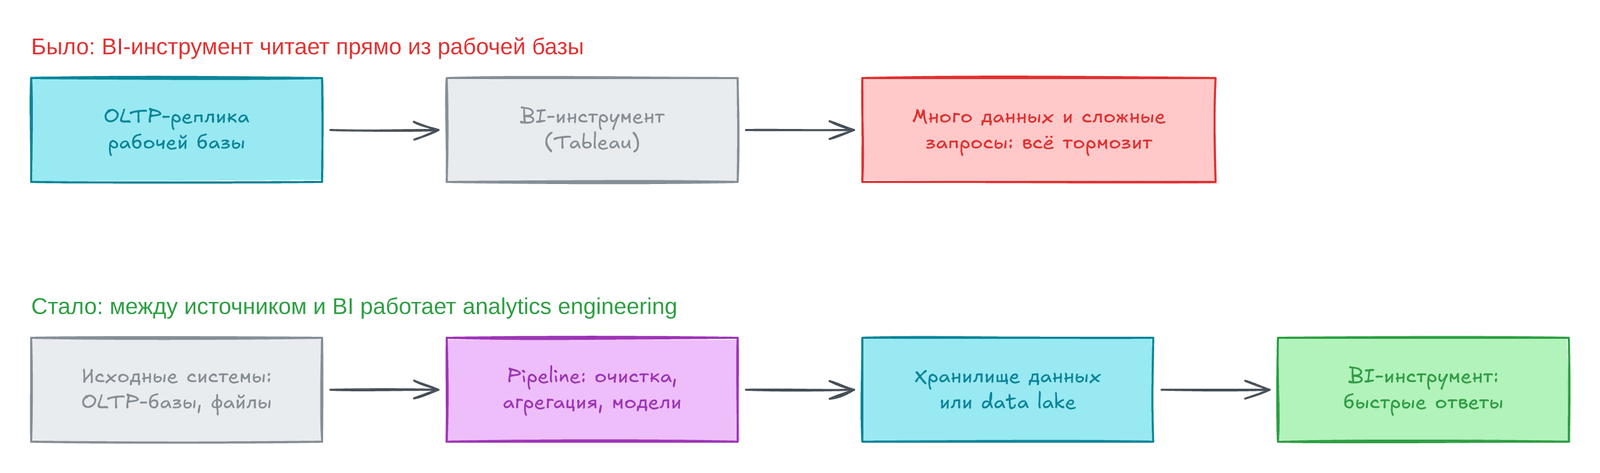 Было: BI-инструмент читает прямо из рабочей базы
OLTP-реплика
рабочей базы
BI-инструмент
(Tableau)
Много данных и сложные
запросы: всё тормозит
Стало: между источником и BI работает analytics engineering
Исходные системы:
OLTP-базы, файлы
Pipeline: очистка,
агрегация, модели
Хранилище данных
или data lake
BI-инструмент:
быстрые ответы